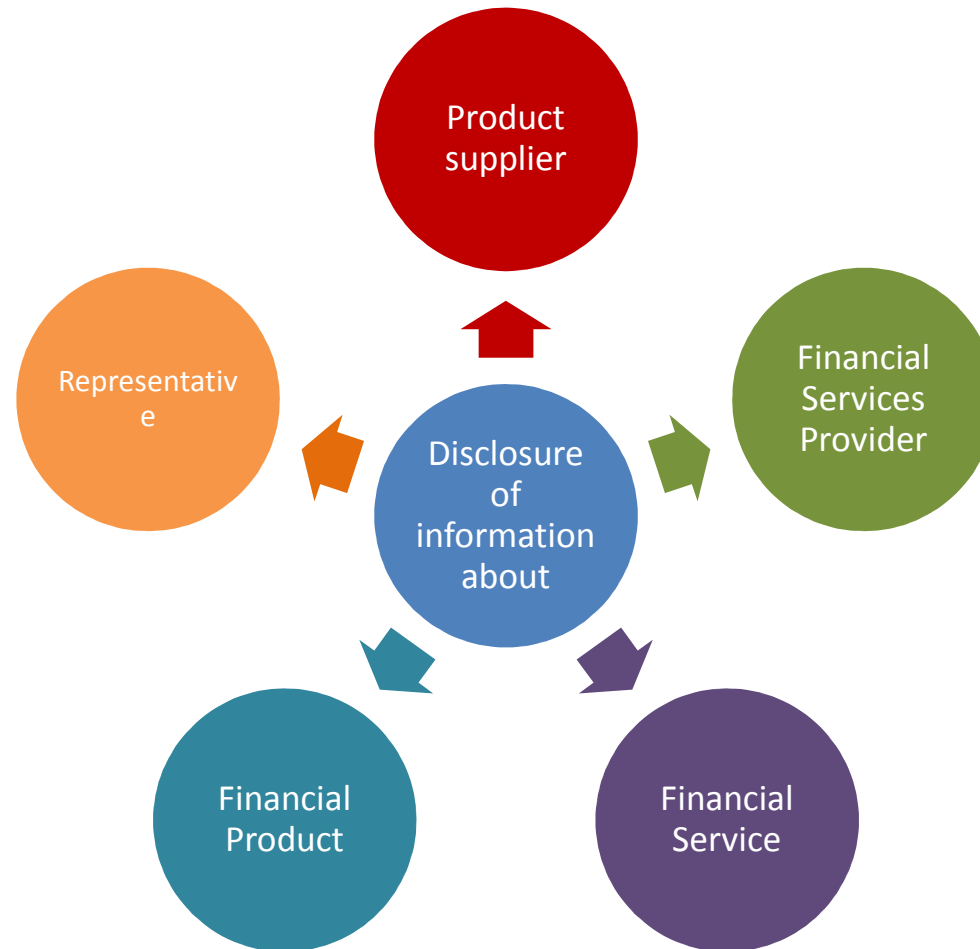 Product
supplier
Financial
Services
Provider
Financial
Service
Financial
Product
Representativ
e
Disclosure
of
information
about